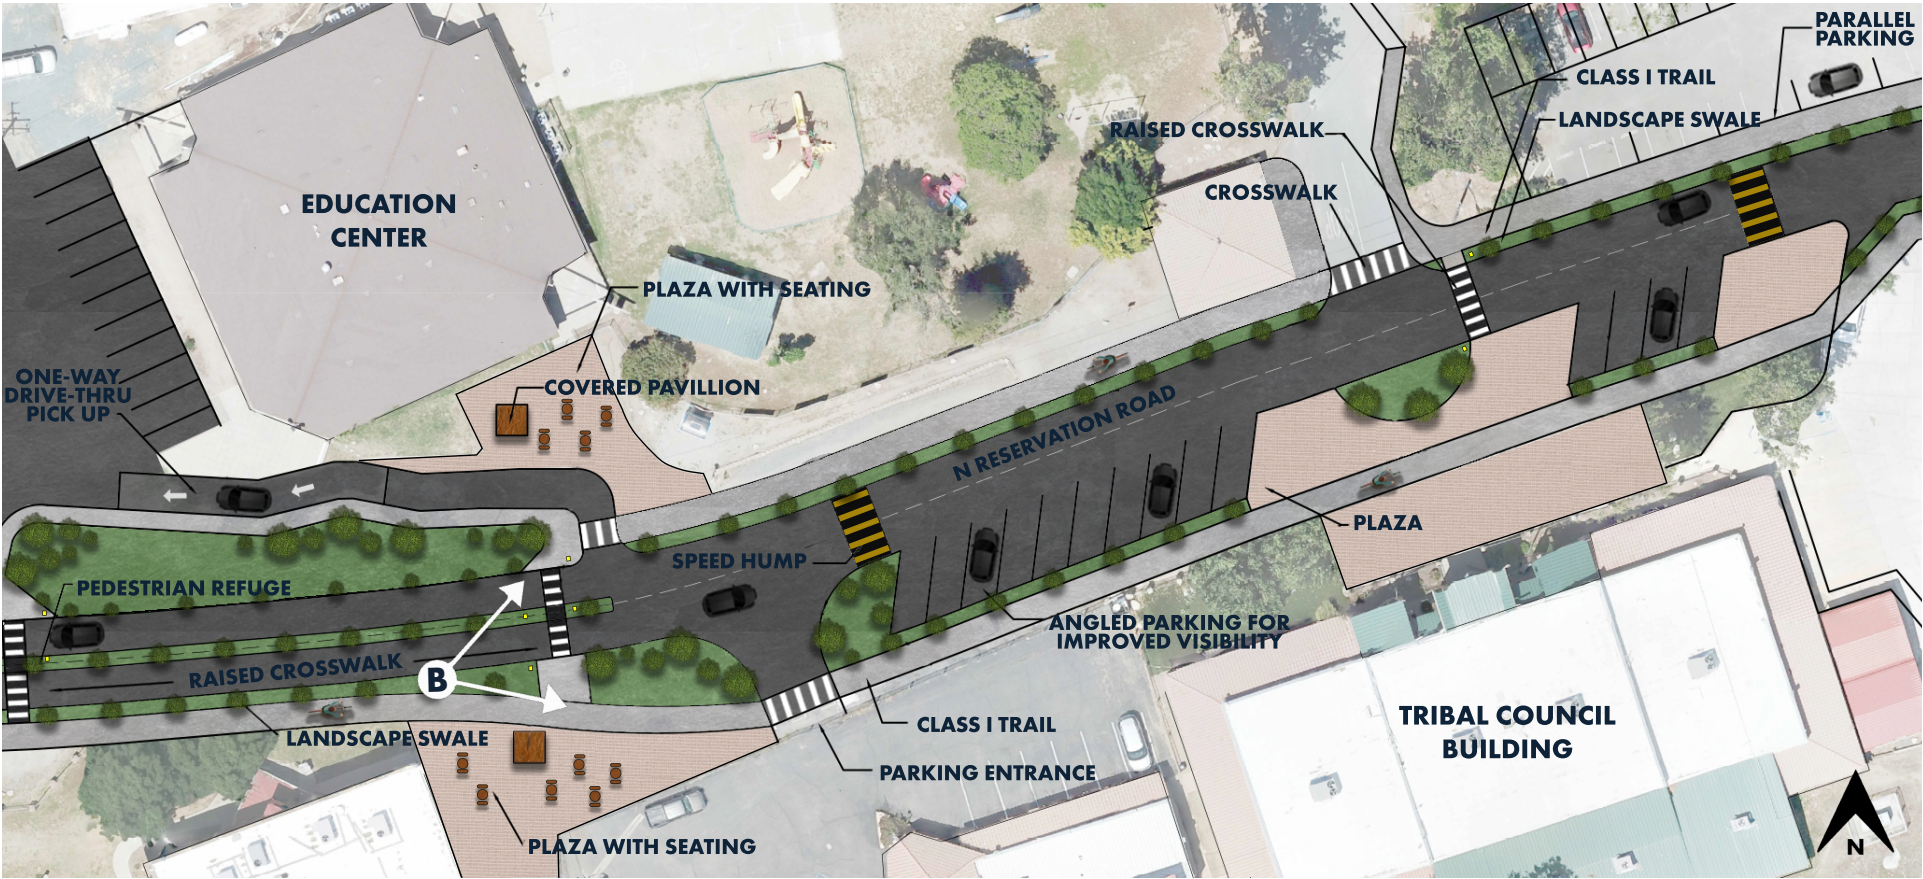 PARALLEL
PARKING
CLASS I TRAIL
LANDSCAPE SWALE
RAISED CROSSWALK
CROSSWALK
EDUCATION
CENTER
PLAZA WITH SEATING
ONE-WAY
DRIVE-THRU
PICK UP
COVERED PAVILLION
N RESERVATION ROAD
PLAZA
SPEED HUMP
PEDESTRIAN REFUGE
ANGLED PARKING FOR
IMPROVED VISIBILITY
RAISED CROSSWALK
B
CLASS I TRAIL
LANDSCAPE SWALE
TRIBAL COUNCIL
BUILDING
PARKING ENTRANCE
PLAZA WITH SEATING
N